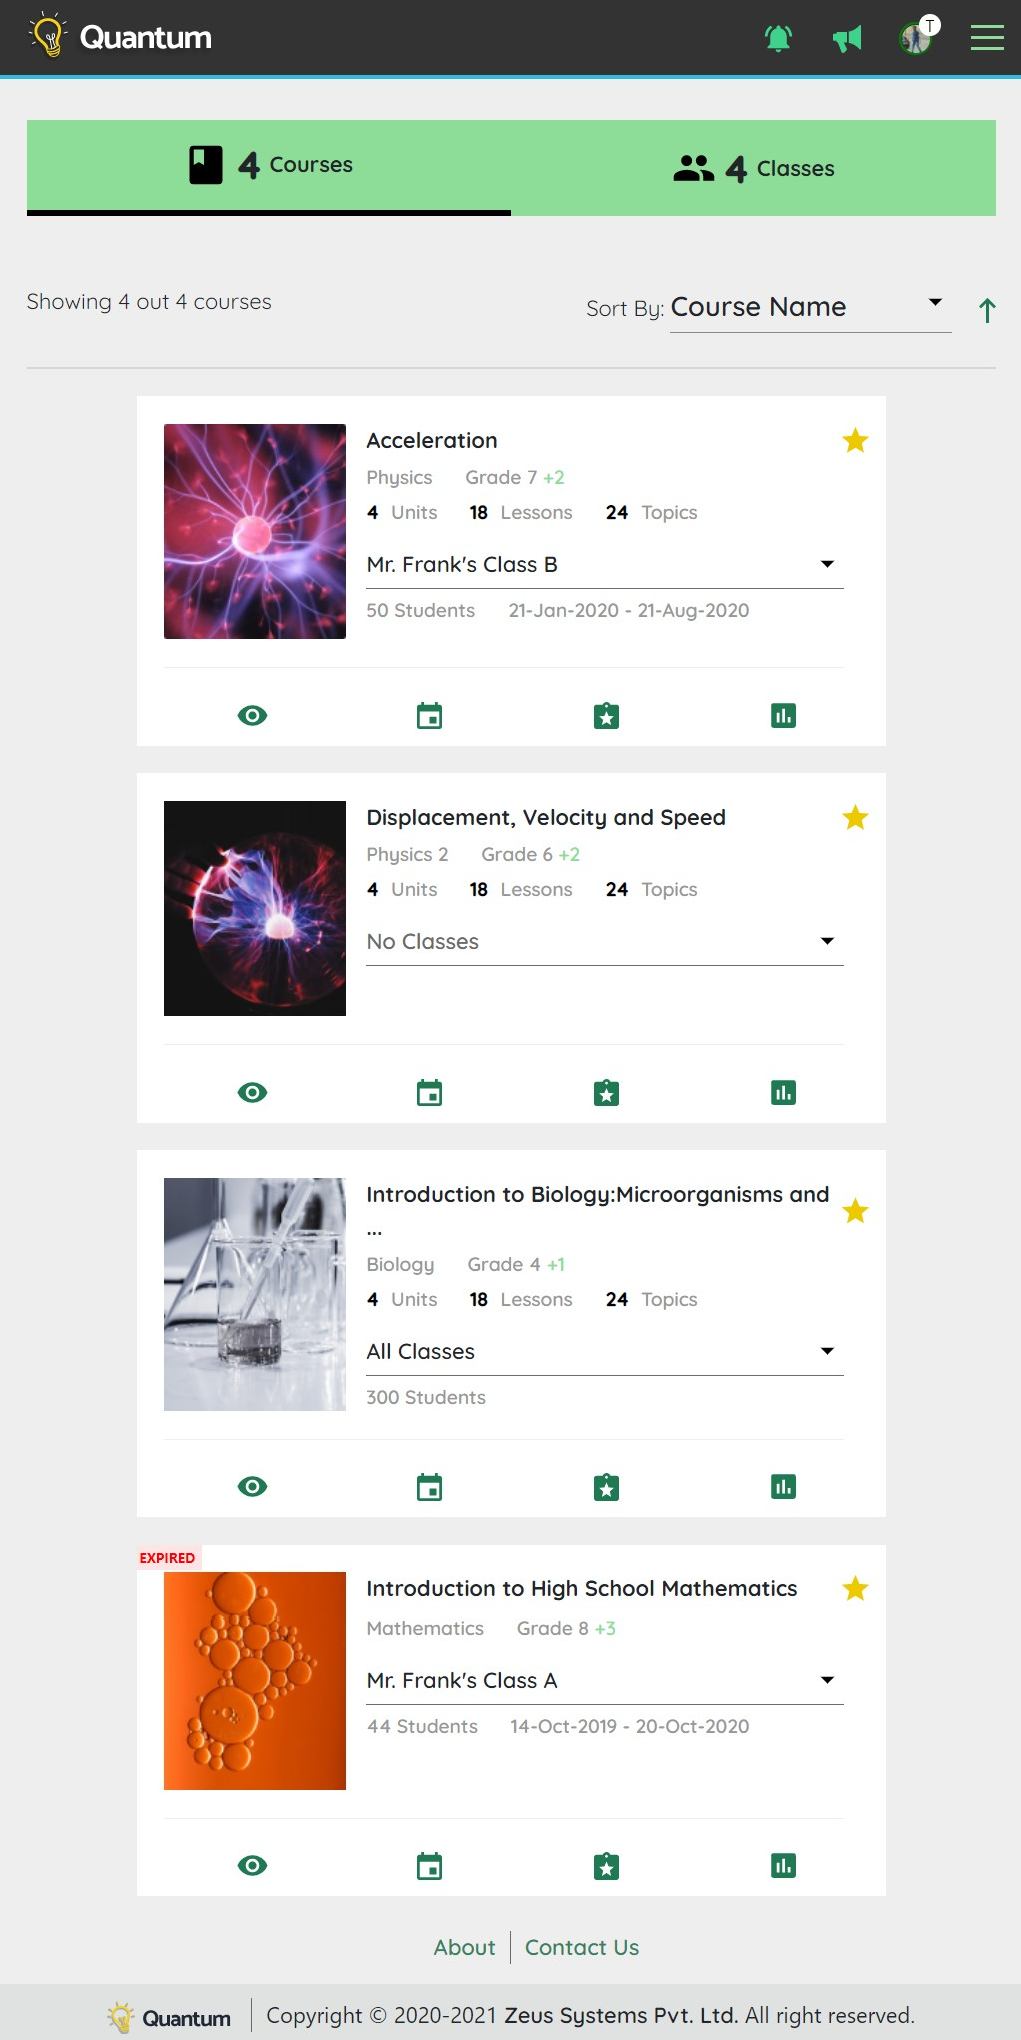 Quantum
T
4 Courses
4 Classes
Showing 4 out 4 courses
Sort By: Course Name
Acceleration
Physics Grade 7 +2
4 Units 18 Lessons 24 Topics
Mr. Frank's Class B
50 Students 21-Jan-2020 - 21-Aug-2020
Displacement, Velocity and Speed
Physics 2 Grade 6 +2
4 Units 18 Lessons 24 Topics
No Classes
Introduction to Biology:Microorganisms and
...
Biology Grade 4 +1
4 Units 18 Lessons 24 Topics
All Classes
300 Students
EXPIRED
Introduction to High School Mathematics
Mathematics Grade 8 +3
Mr. Frank's Class A
44 Students 14-Oct-2019 - 20-Oct-2020
About Contact Us
Quantum Copyright © 2020-2021 Zeus Systems Pvt. Ltd. All right reserved.